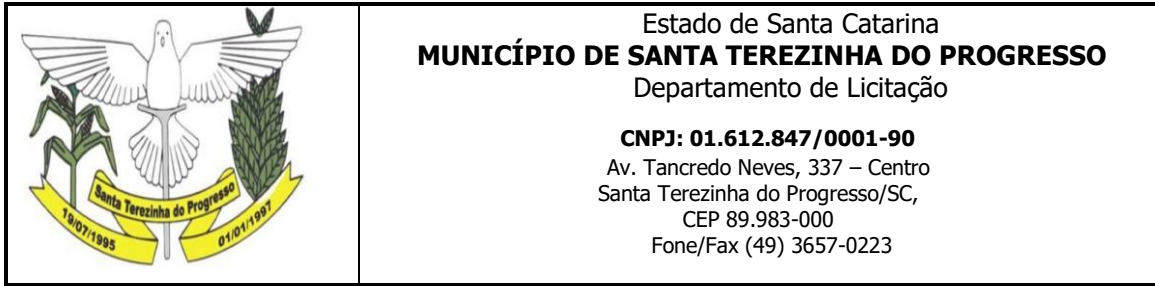 Santa Terezinha do Progresso
19/07/1995
01/01/1997
Estado de Santa Catarina
MUNICÍPIO DE SANTA TEREZINHA DO PROGRESSO
Departamento de Licitação
CNPJ: 01.612.847/0001-90
Av. Tancredo Neves, 337 – Centro
Santa Terezinha do Progresso/SC,
CEP 89.983-000
Fone/Fax (49) 3657-0223